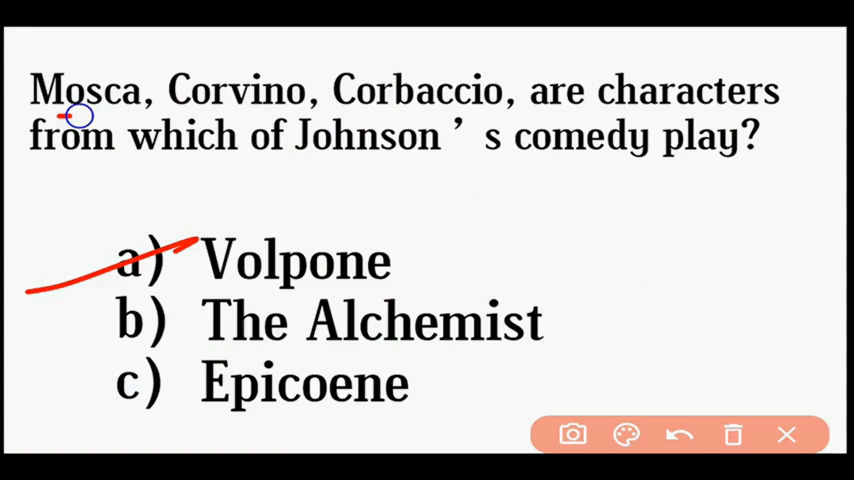 Mosca, Corvino, Corbaccio, are characters
from which of Johnson ’ s comedy play?
a) Volpone
b) The Alchemist
c) Epicoene